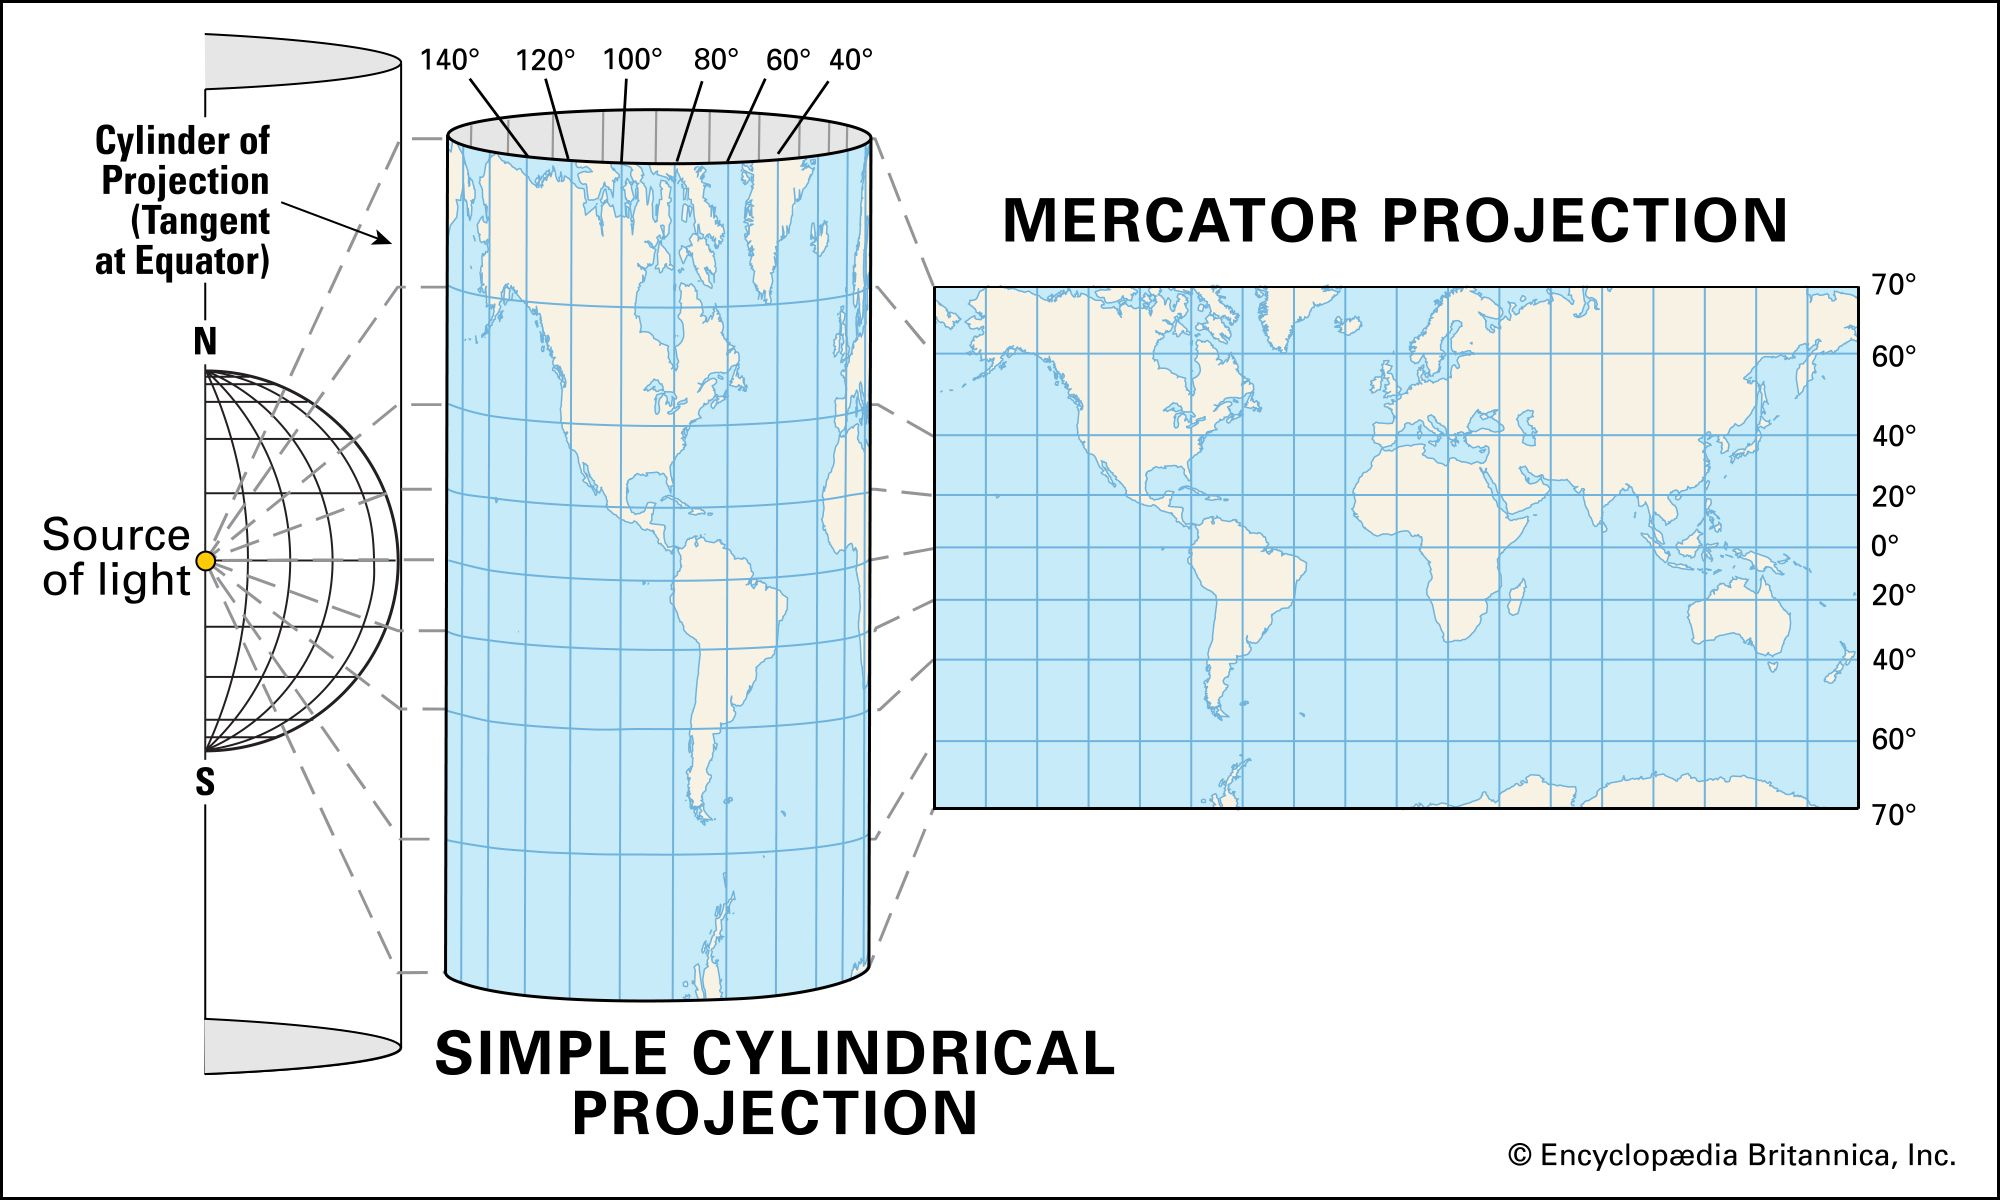 140° 120° 100° 80° 60° 40°
Cylinder of
Projection
(Tangent
at Equator)
N
Source
of light
S
SIMPLE CYLINDRICAL
PROJECTION
MERCATOR PROJECTION
70°
60°
40°
20°
0°
20°
40°
60°
70°
© Encyclopædia Britannica, Inc.